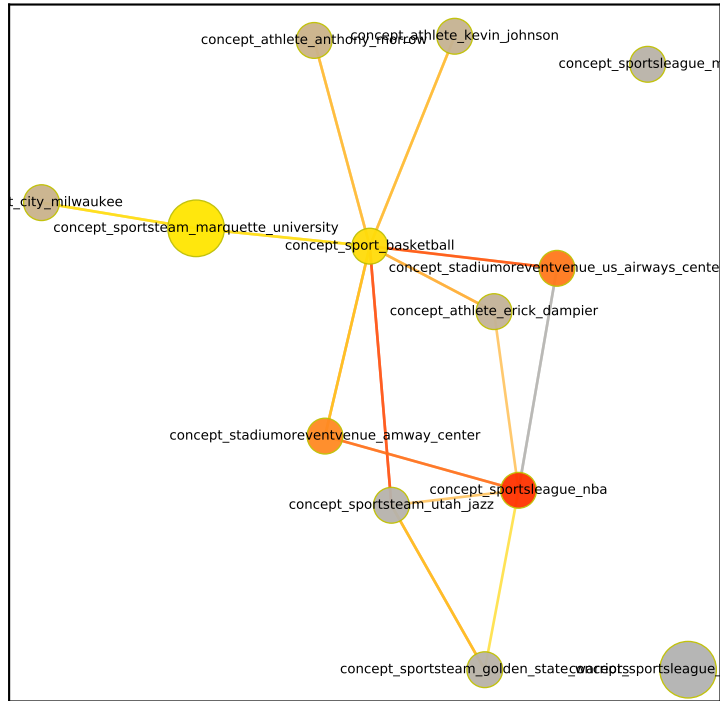 concept_athlete_anthony_morrow
concept_athlete_kevin_johnson
concept_sportsleague_m
t_city_milwaukee
concept_sportsteam_marquette_university
concept_sport_basketball
concept_stadiumoreventvenue_us_airways_cente
concept_athlete_erick_dampier
concept_stadiumoreventvenue_amway_center
concept_sportsleague_nba
concept_sportsteam_utah_jazz
concept_sportsteam_golden_state_warriors
concept_sportsleague_